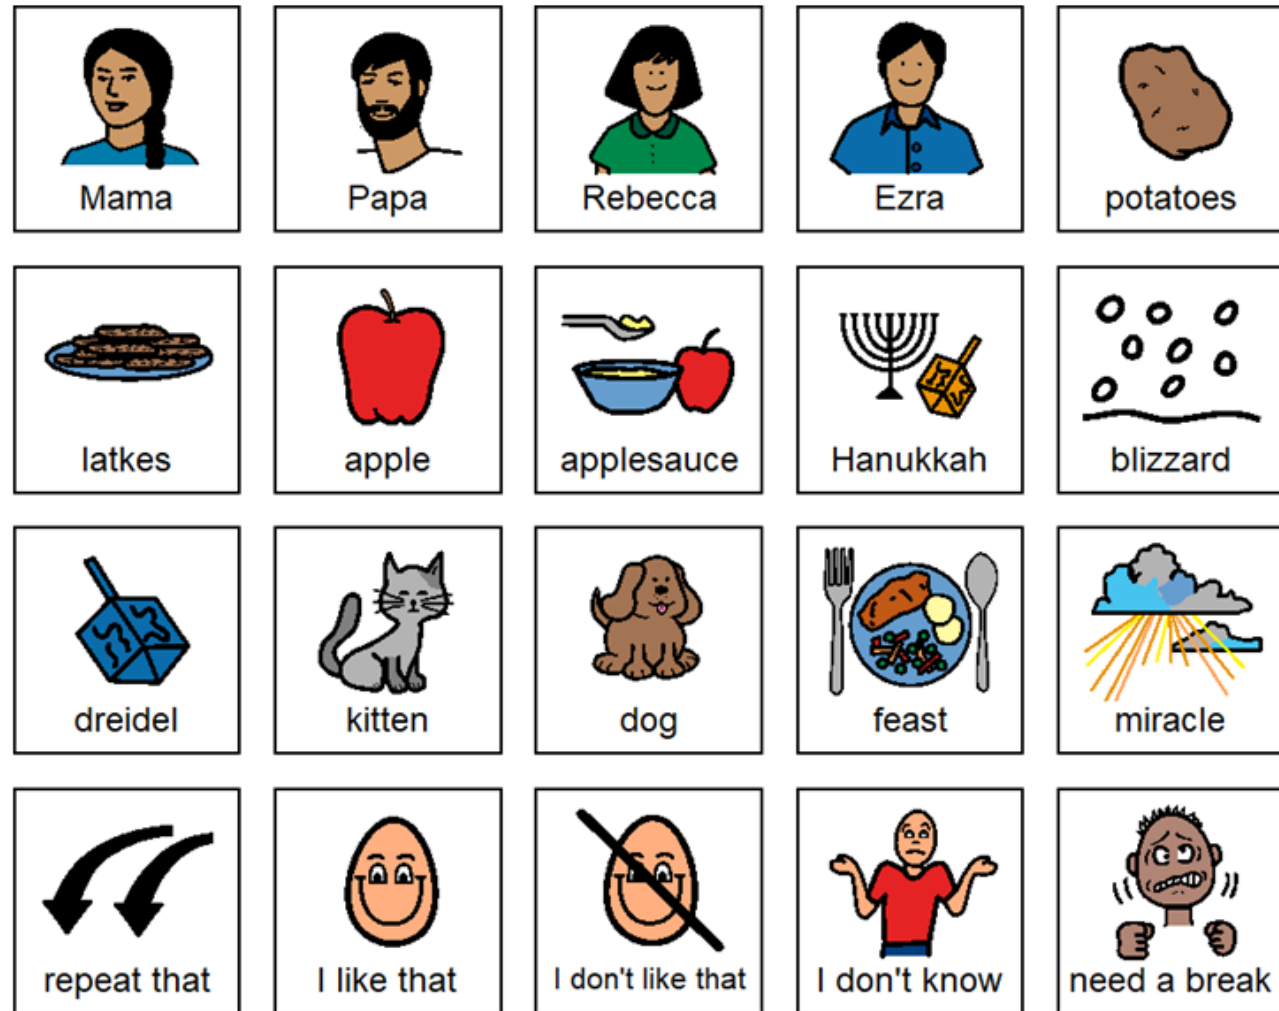 Mama
Papa
Rebecca
Ezra
potatoes
latkes
apple
applesauce
Hanukkah
blizzard
dreidel
kitten
dog
feast
miracle
repeat that
I like that
I don't like that
I don't know
need a break